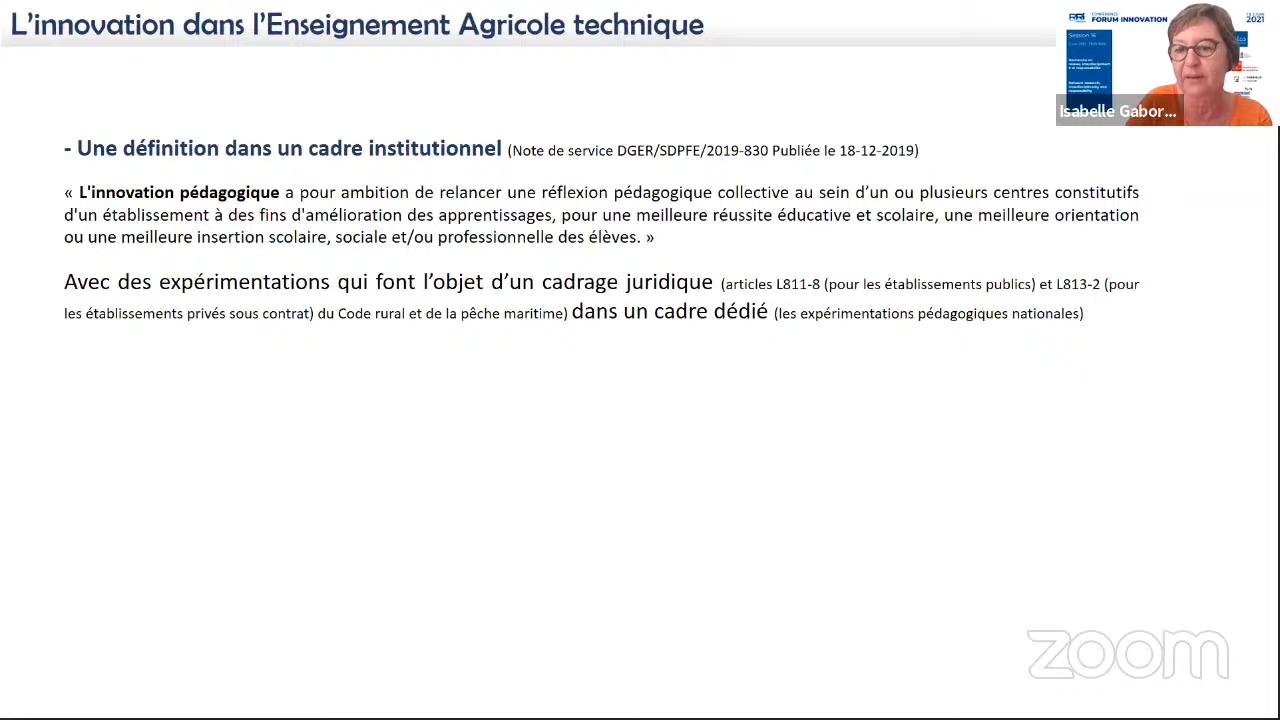 L'innovation dans l'Enseignement Agricole technique
RRI CONFERENCE FORUM INNOVATION
2021
Session 14
Isabelle Gabor...
- Une définition dans un cadre institutionnel (Note de service DGER/SDPFE/2019-830 Publiée le 18-12-2019)
« L'innovation pédagogique a pour ambition de relancer une réflexion pédagogique collective au sein d'un ou plusieurs centres constitutifs
d'un établissement à des fins d'amélioration des apprentissages, pour une meilleure réussite éducative et scolaire, une meilleure orientation
ou une meilleure insertion scolaire, sociale et/ou professionnelle des élèves. »
Avec des expérimentations qui font l'objet d'un cadrage juridique (articles L811-8 (pour les établissements publics) et L813-2 (pour
les établissements privés sous contrat) du Code rural et de la pêche maritime) dans un cadre dédié (les expérimentations pédagogiques nationales)
zoom